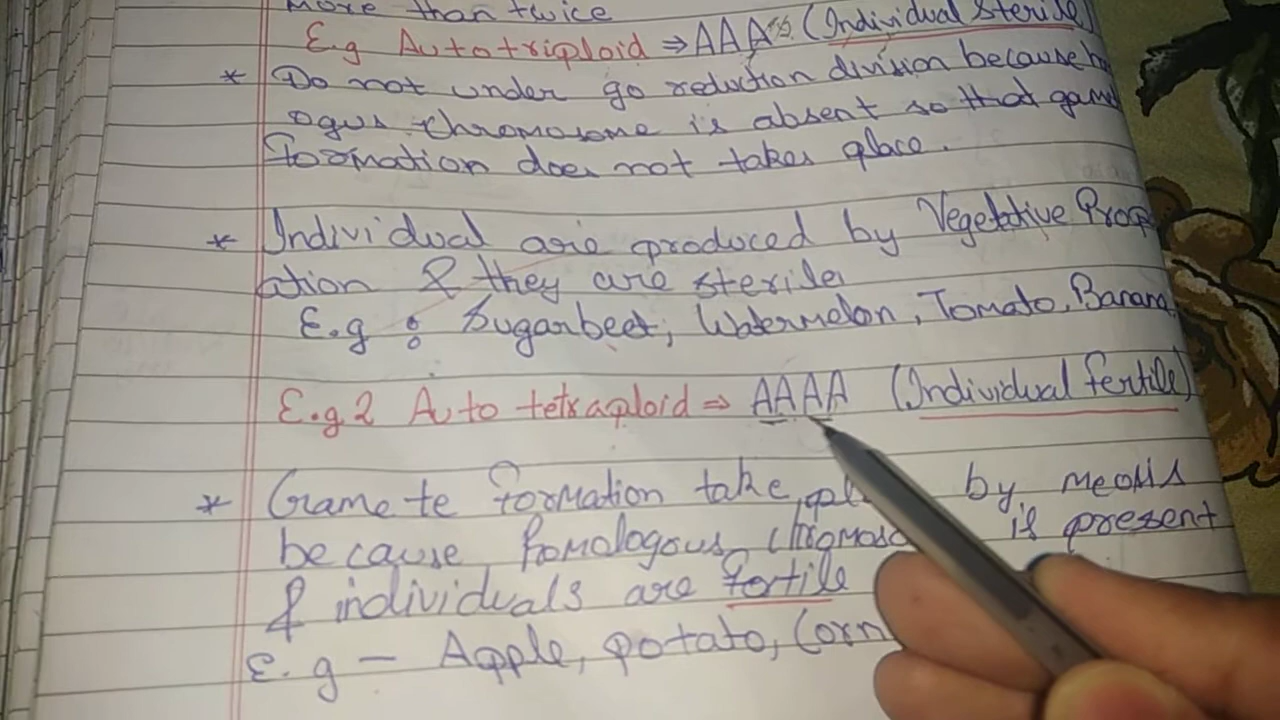 more than twice
E.g Autotriploid ⇒ AAA (Individual Sterile)
* Do not under go reduction division because
ogus chromosome is absent so that gam
formation does not takes place.
* Individual are produced by Vegetative Prop
ation & they are sterile
E.g : Sugarbeet, Watermelon, Tomato, Banana,
E.g 2 Auto tetraploid ⇒ AAAA (Individual fertile)
* Gamete formation take pl by meosis
because homologous chromoso is present
& individuals are fertile
E.g - Apple, potato, Corn